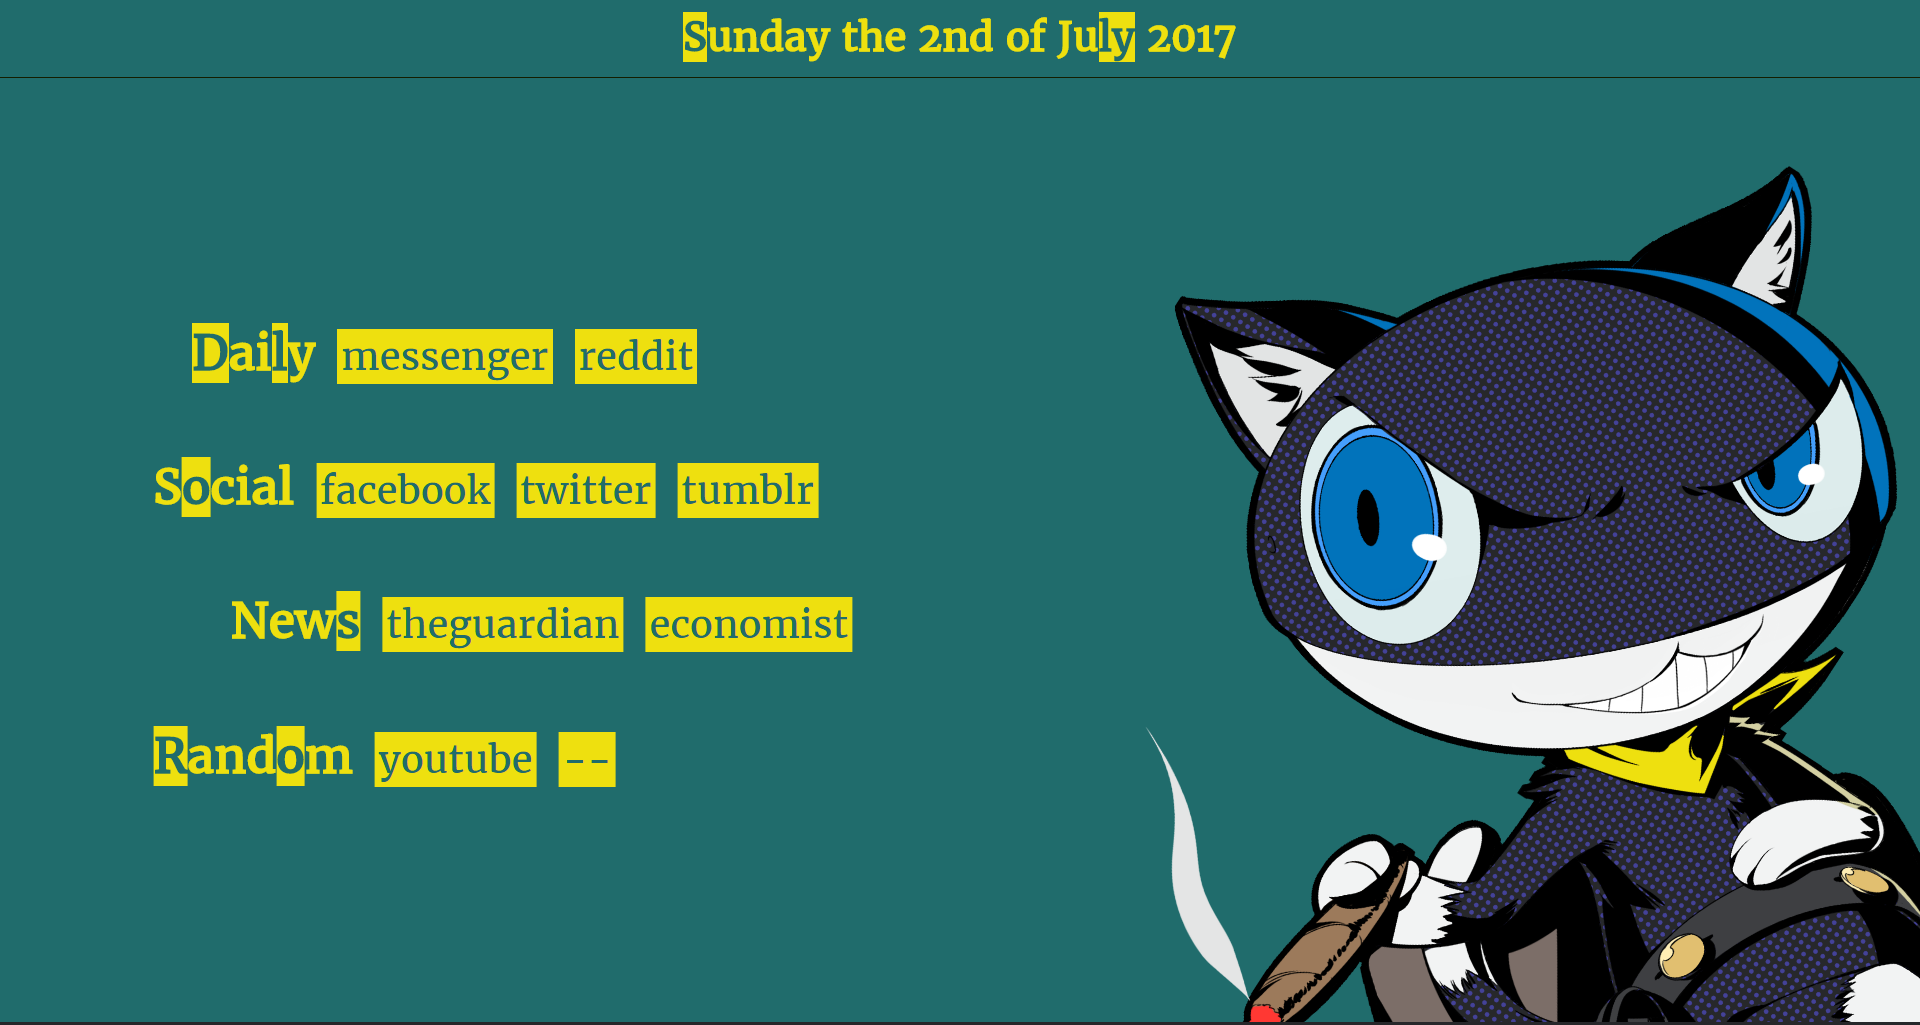 Sunday the 2nd of July 2017
Daily messenger reddit
Social facebook twitter tumblr
News theguardian economist
Random youtube --